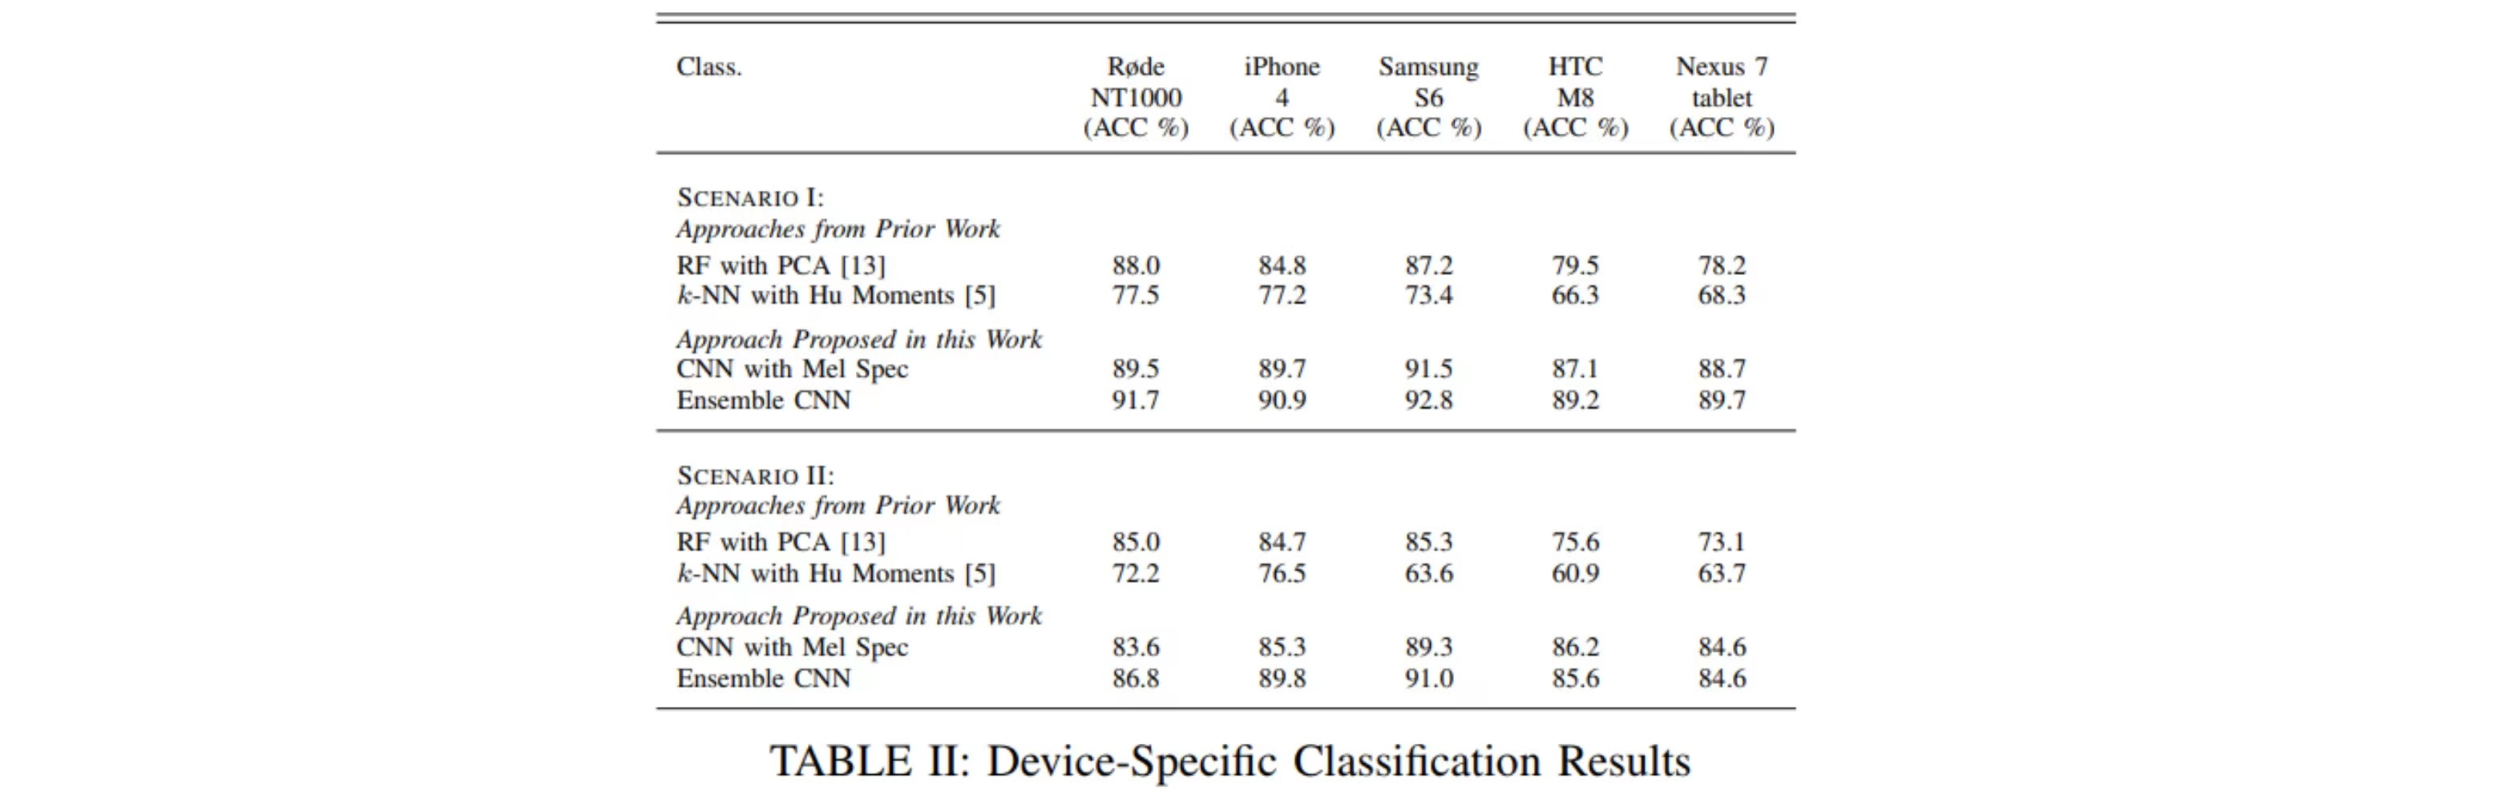 Class. Røde iPhone Samsung HTC Nexus 7
NT1000 4 S6 M8 tablet
(ACC %) (ACC %) (ACC %) (ACC %) (ACC %)
SCENARIO I:
Approaches from Prior Work
RF with PCA [13] 88.0 84.8 87.2 79.5 78.2
k-NN with Hu Moments [5] 77.5 77.2 73.4 66.3 68.3
Approach Proposed in this Work
CNN with Mel Spec 89.5 89.7 91.5 87.1 88.7
Ensemble CNN 91.7 90.9 92.8 89.2 89.7
SCENARIO II:
Approaches from Prior Work
RF with PCA [13] 85.0 84.7 85.3 75.6 73.1
k-NN with Hu Moments [5] 72.2 76.5 63.6 60.9 63.7
Approach Proposed in this Work
CNN with Mel Spec 83.6 85.3 89.3 86.2 84.6
Ensemble CNN 86.8 89.8 91.0 85.6 84.6
TABLE II: Device-Specific Classification Results